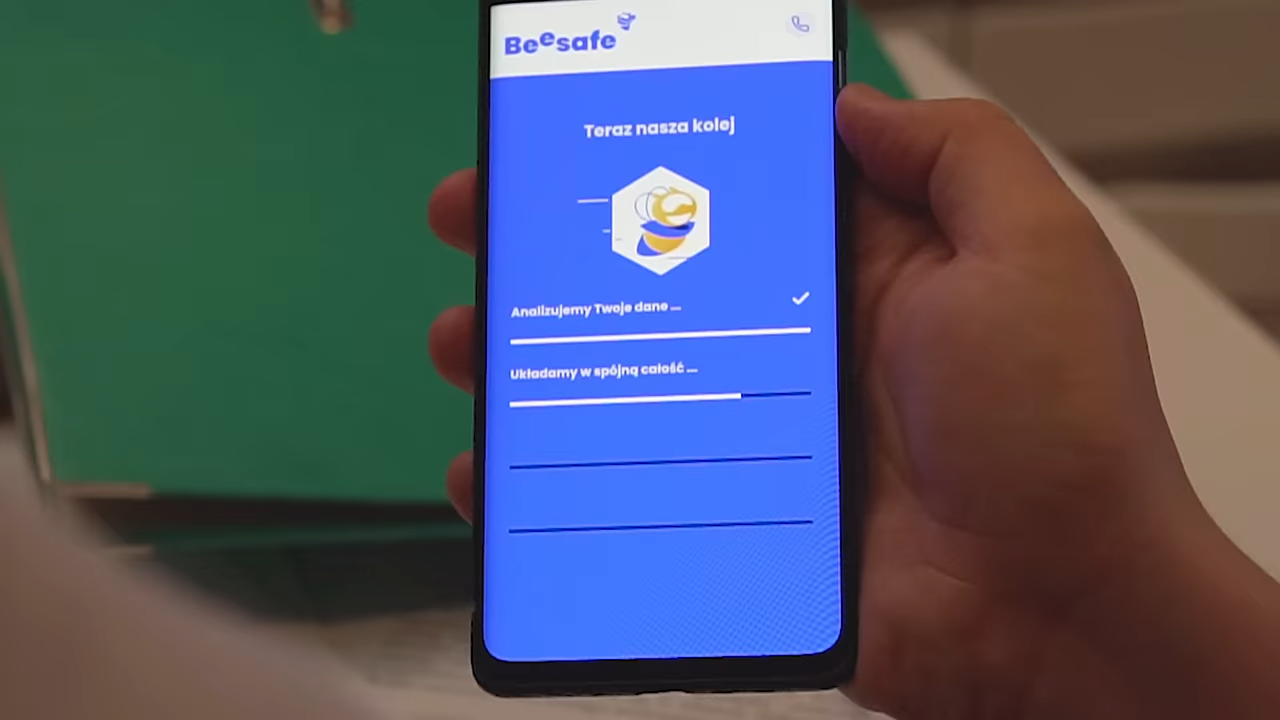 Beesafe
Teraz nasza kolej
Analizujemy Twoje dane ...
Układamy w spójną całość ...